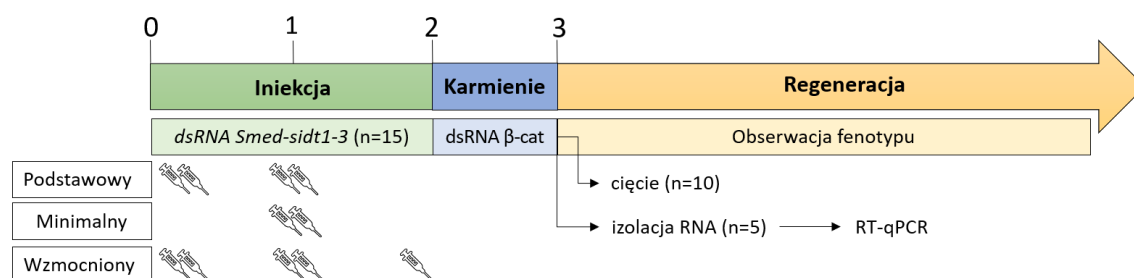 0 1 2 3
Iniekcja Karmienie Regeneracja
dsRNA Smed-sidt1-3 (n=15) dsRNA β-cat Obserwacja fenotypu
Podstawowy
cięcie (n=10)
Minimalny
izolacja RNA (n=5) RT-qPCR
Wzmocniony